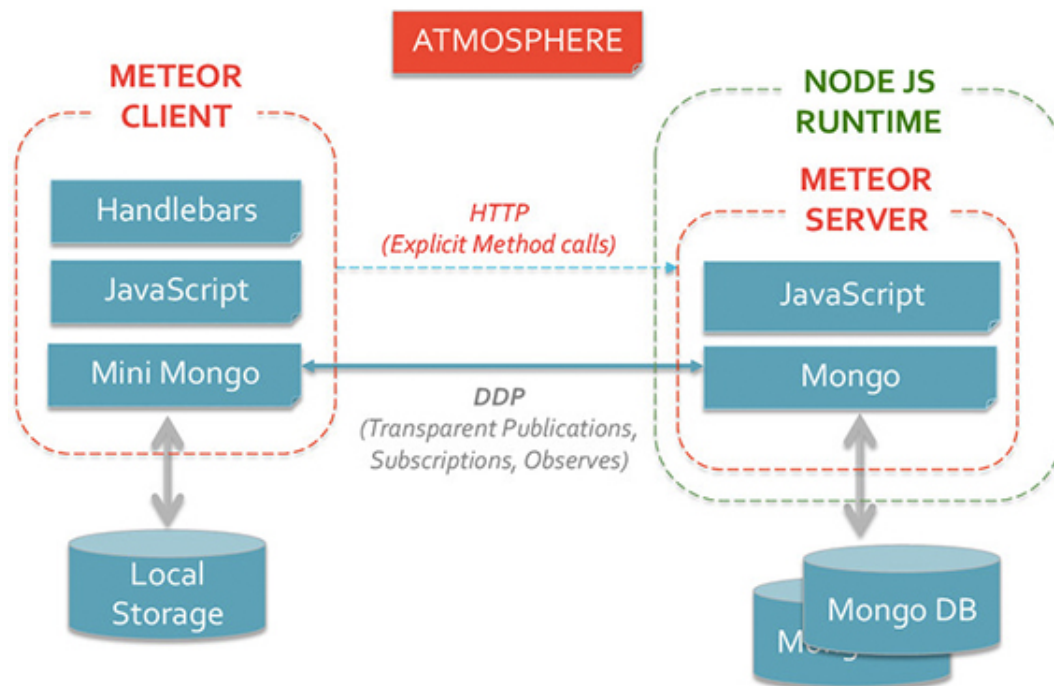 ATMOSPHERE
METEOR
CLIENT
Handlebars
JavaScript
Mini Mongo
Local
Storage
HTTP
(Explicit Method calls)
DDP
(Transparent Publications,
Subscriptions, Observes)
NODE JS
RUNTIME
METEOR
SERVER
JavaScript
Mongo
Mongo DB